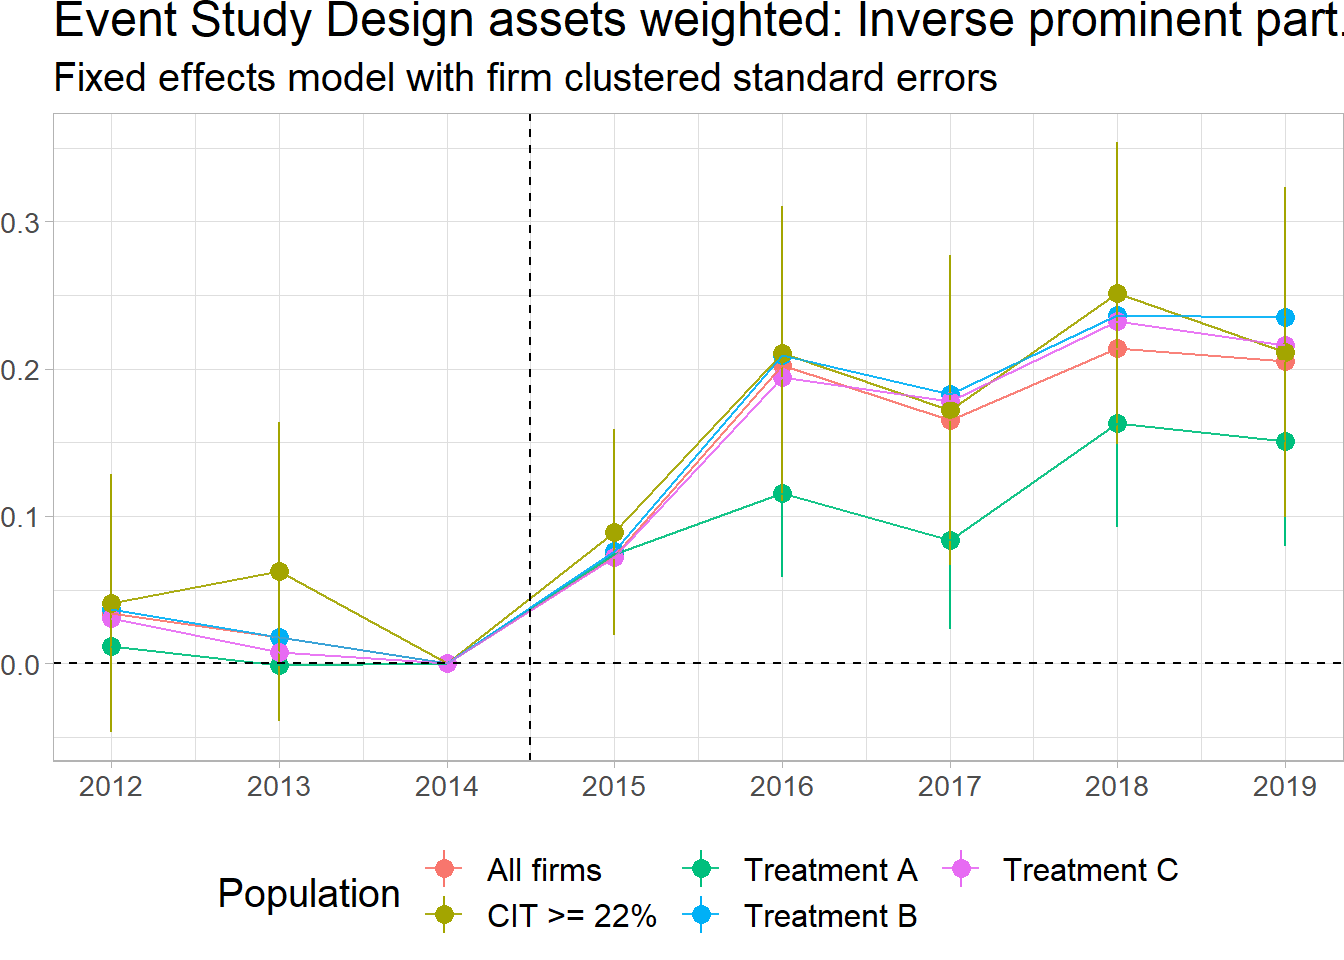 Event Study Design assets weighted: Inverse prominent part.
Fixed effects model with firm clustered standard errors
0.3
0.2
0.1
0.0
2012 2013 2014 2015 2016 2017 2018 2019
Population
All firms Treatment A Treatment C
CIT >= 22% Treatment B